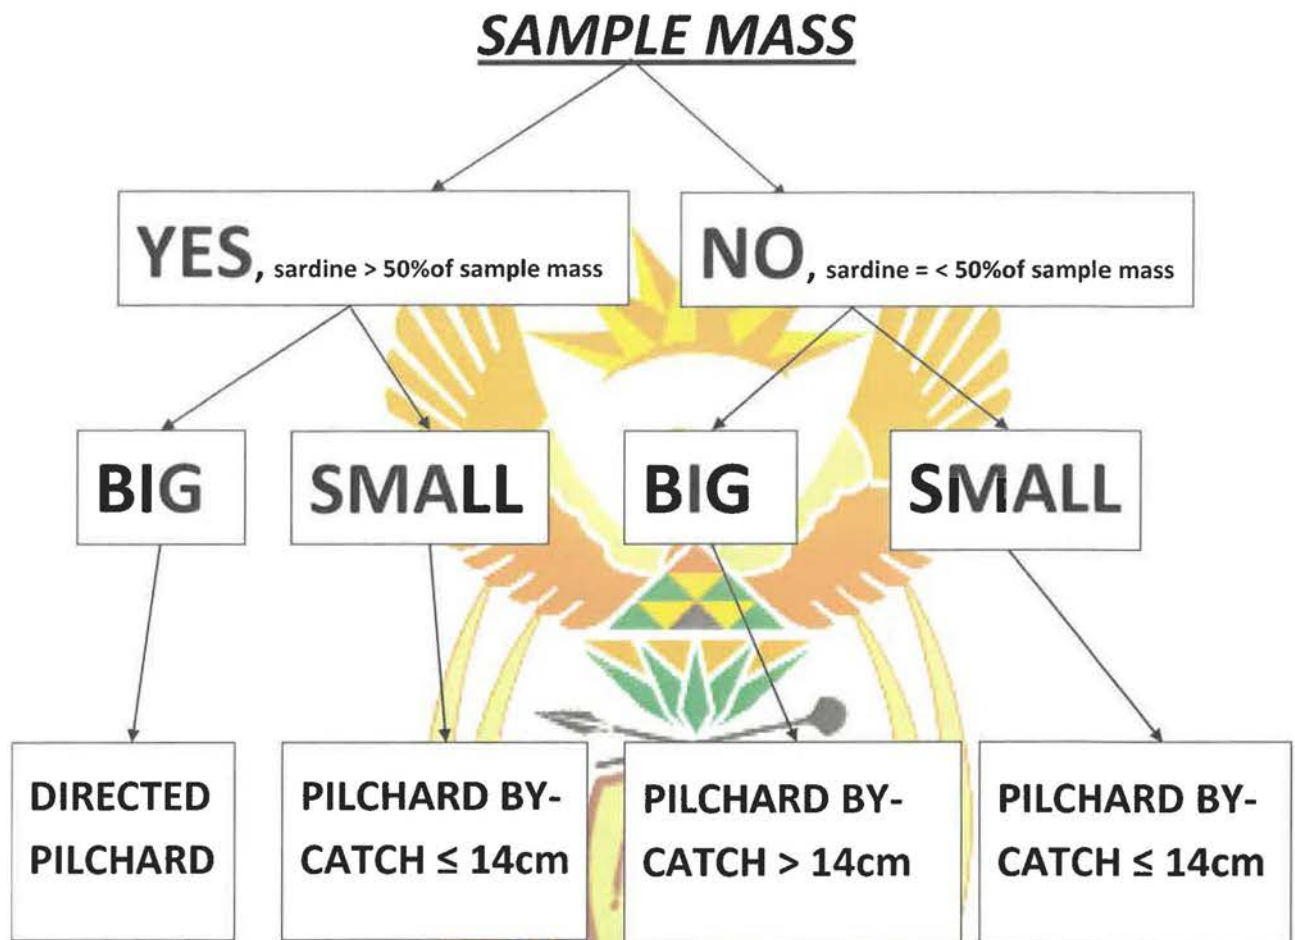 SAMPLE MASS
YES, sardine > 50%of sample mass
NO, sardine = < 50%of sample mass
BIG
SMALL
BIG
SMALL
DIRECTED
PILCHARD
PILCHARD BY-
CATCH ≤ 14cm
PILCHARD BY-
CATCH > 14cm
PILCHARD BY-
CATCH ≤ 14cm